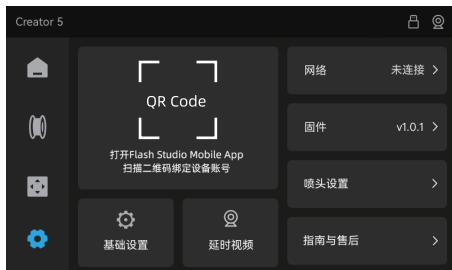 Creator 5
QR Code
打开Flash Studio Mobile App
扫描二维码绑定设备账号
基础设置
延时视频
网络 未连接 >
固件 v1.0.1 >
喷头设置 >
指南与售后 >